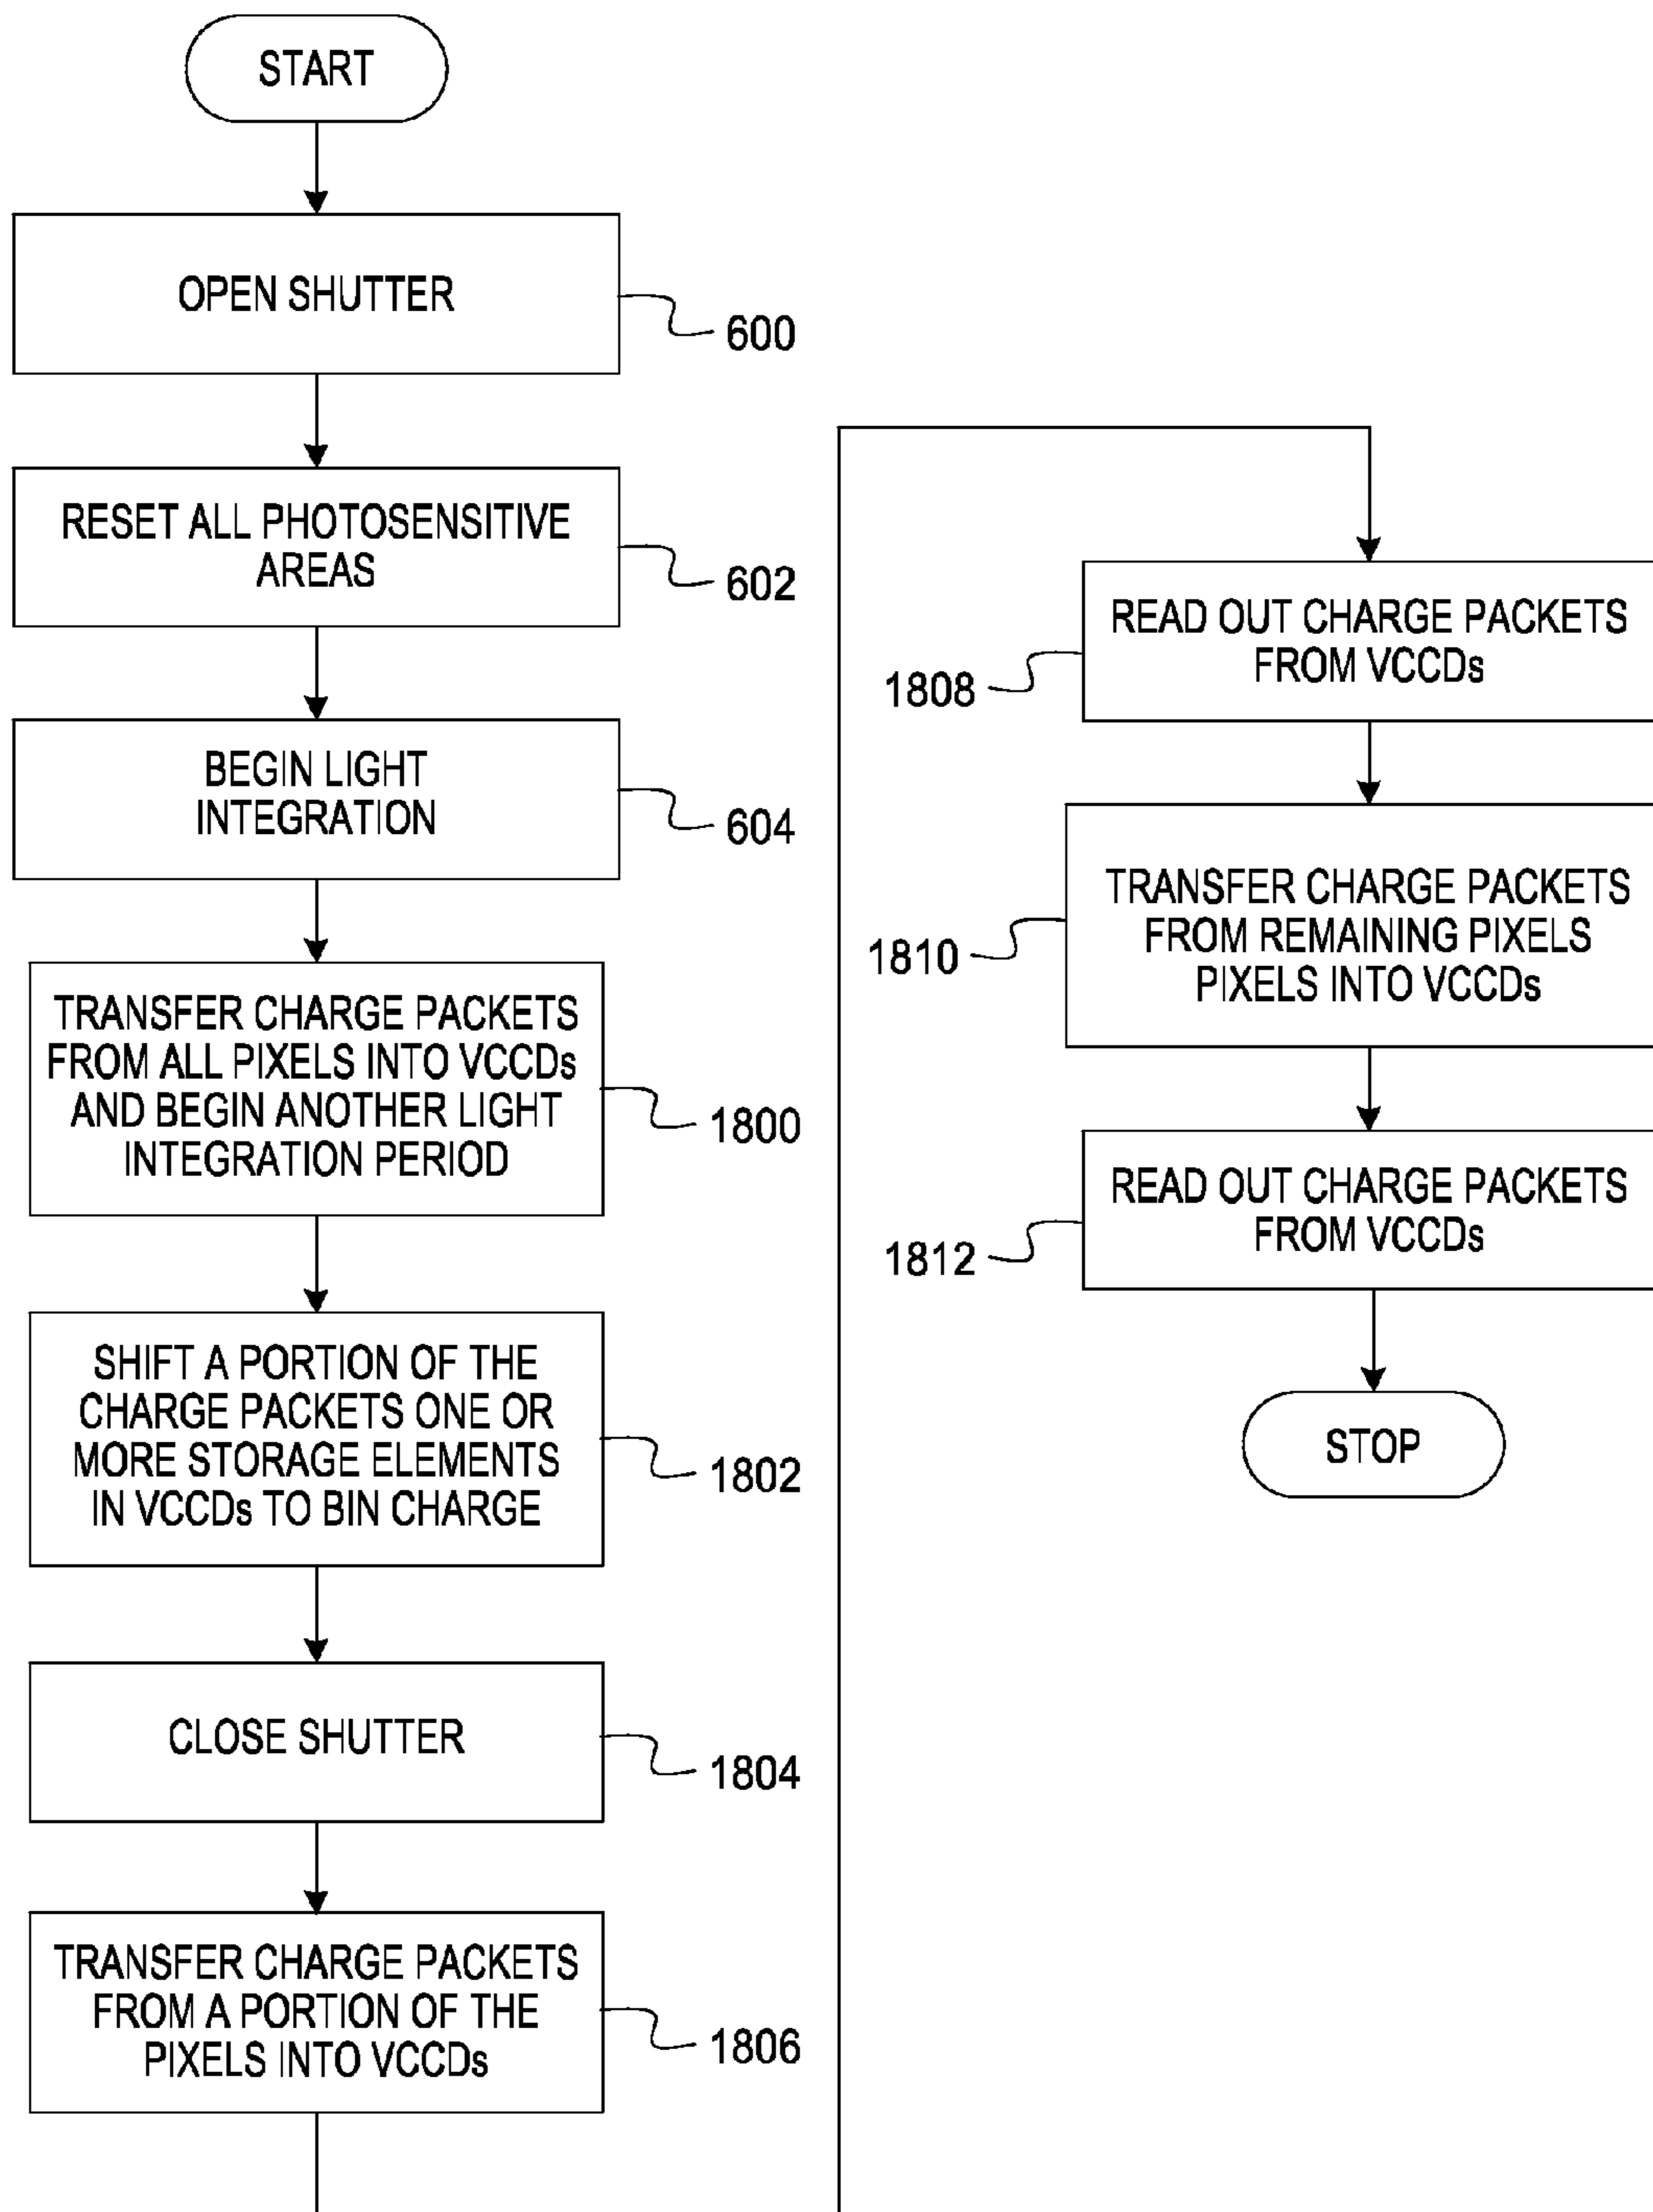 START
OPEN SHUTTER
600
RESET ALL PHOTOSENSITIVE
AREAS
602
BEGIN LIGHT
INTEGRATION
604
TRANSFER CHARGE PACKETS
FROM ALL PIXELS INTO VCCDs
AND BEGIN ANOTHER LIGHT
INTEGRATION PERIOD
1800
SHIFT A PORTION OF THE
CHARGE PACKETS ONE OR
MORE STORAGE ELEMENTS
IN VCCDs TO BIN CHARGE
1802
CLOSE SHUTTER
1804
TRANSFER CHARGE PACKETS
FROM A PORTION OF THE
PIXELS INTO VCCDs
1806
READ OUT CHARGE PACKETS
FROM VCCDs
1808
TRANSFER CHARGE PACKETS
FROM REMAINING PIXELS
PIXELS INTO VCCDs
1810
READ OUT CHARGE PACKETS
FROM VCCDs
1812
STOP